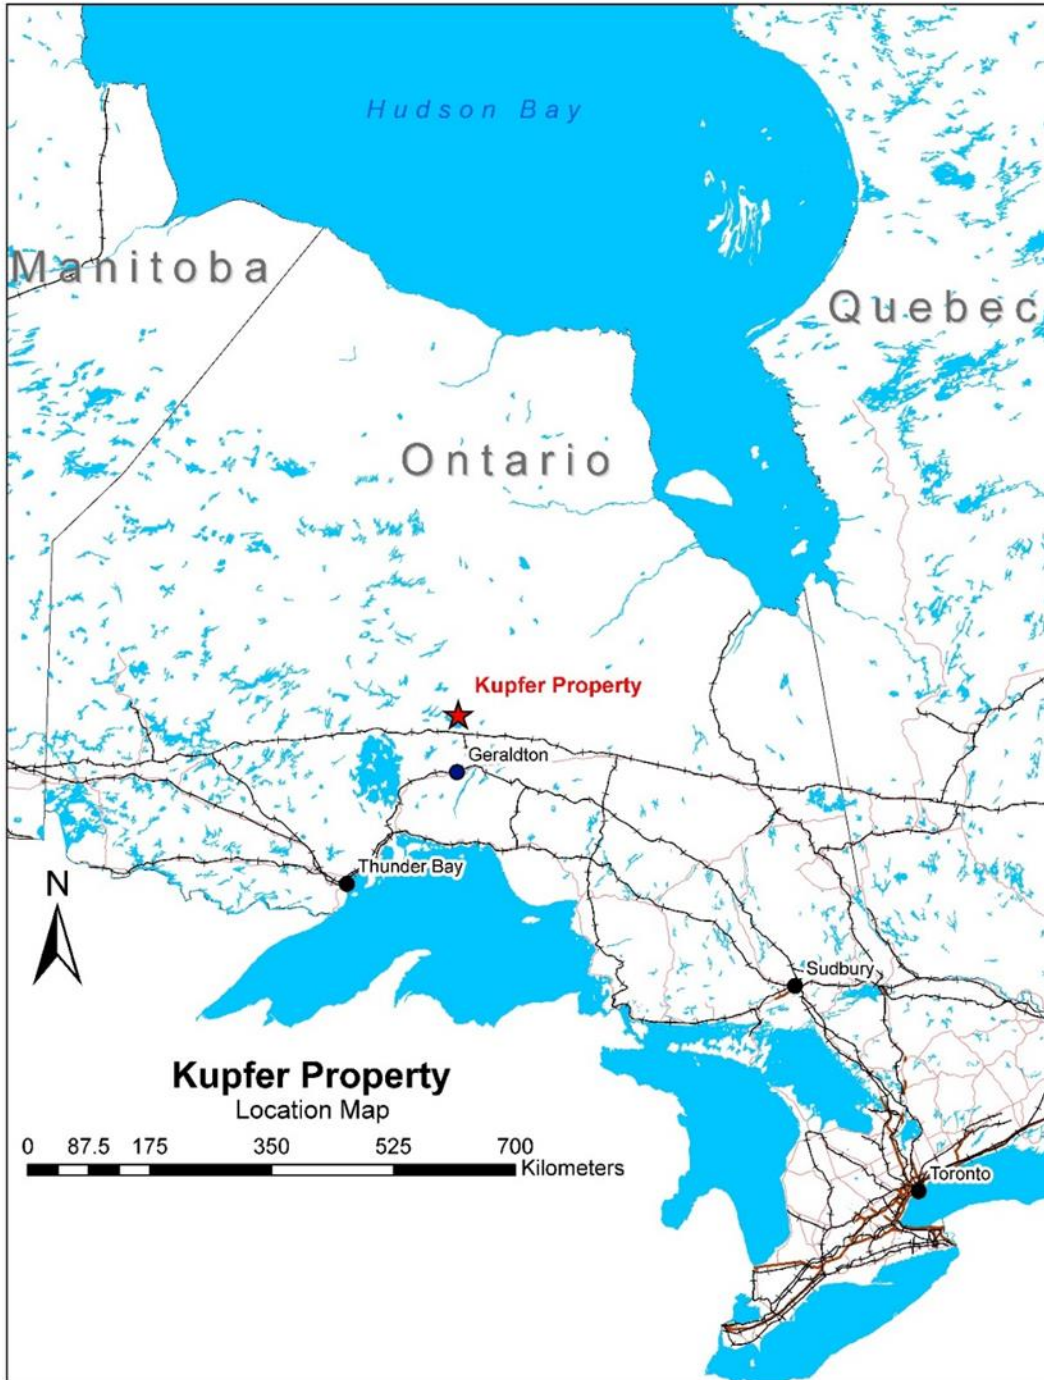 Hudson Bay
Manitoba
Quebec
Ontario
Kupfer Property
Geraldton
Thunder Bay
N
Sudbury
Kupfer Property
Location Map
0 87.5 175 350 525 700
Kilometers
Toronto